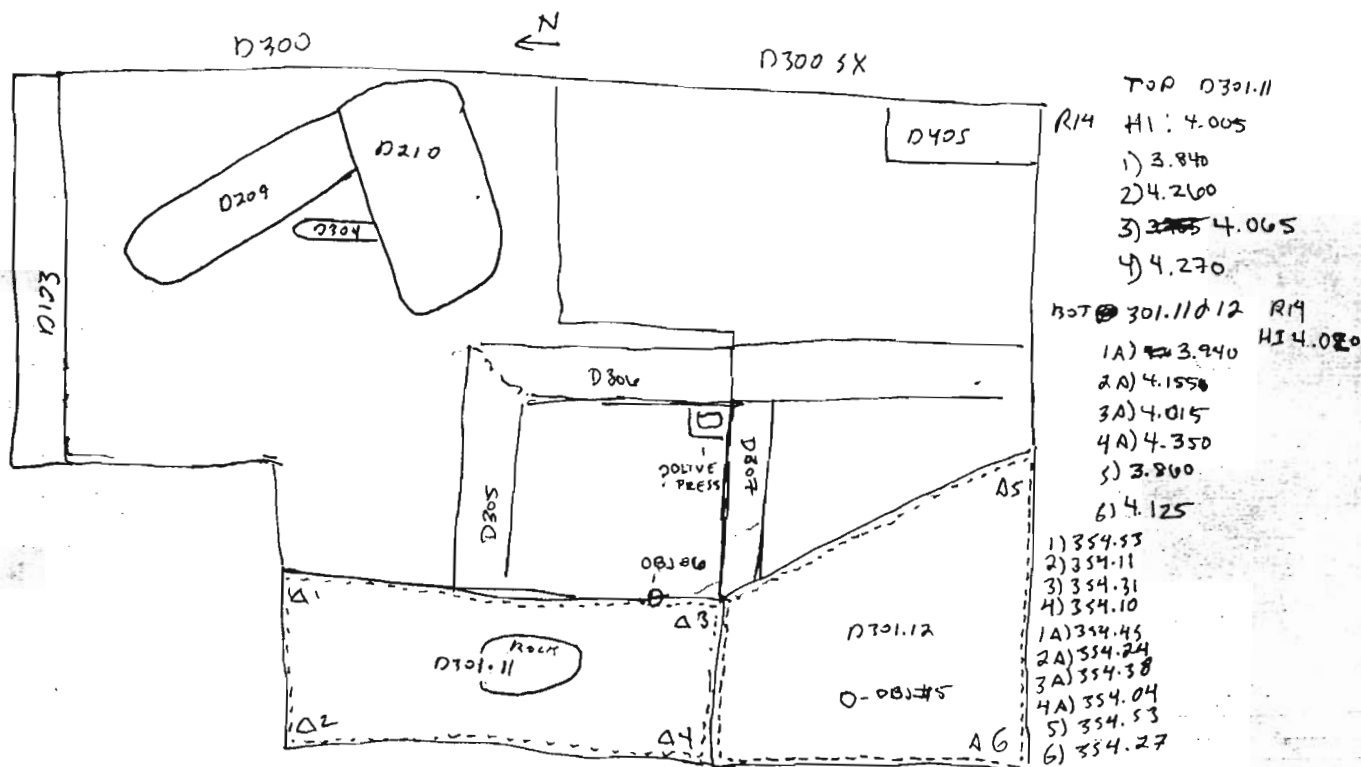 N
D300
D300 SX
D210
D209
D304
D103
D405
D306
?OLIVE
PRESS
D307
D305
OBJ#6
Δ1
Δ3
ROCK
D301.11
Δ2
Δ4
Δ5
D301.12
O-OBJ#5
Δ6
TOP D301.11
R14 HI: 4.005
1) 3.840
2) 4.260
3) 4.065
4) 4.270
BOT 301.11 & 12 R14
HI 4.020
1A) 3.940
2A) 4.155
3A) 4.015
4A) 4.350
5) 3.860
6) 4.125
1) 354.53
2) 354.11
3) 354.31
4) 354.10
1A) 354.45
2A) 354.24
3A) 354.38
4A) 354.04
5) 354.53
6) 354.27